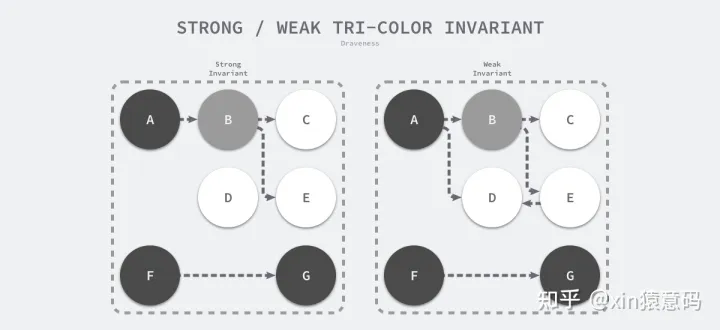 STRONG / WEAK TRI-COLOR INVARIANT
Draveness
Strong
Invariant
Weak
Invariant
A
B
C
D
E
F
G
A
B
C
D
E
F
G
知乎 @xin猿意码